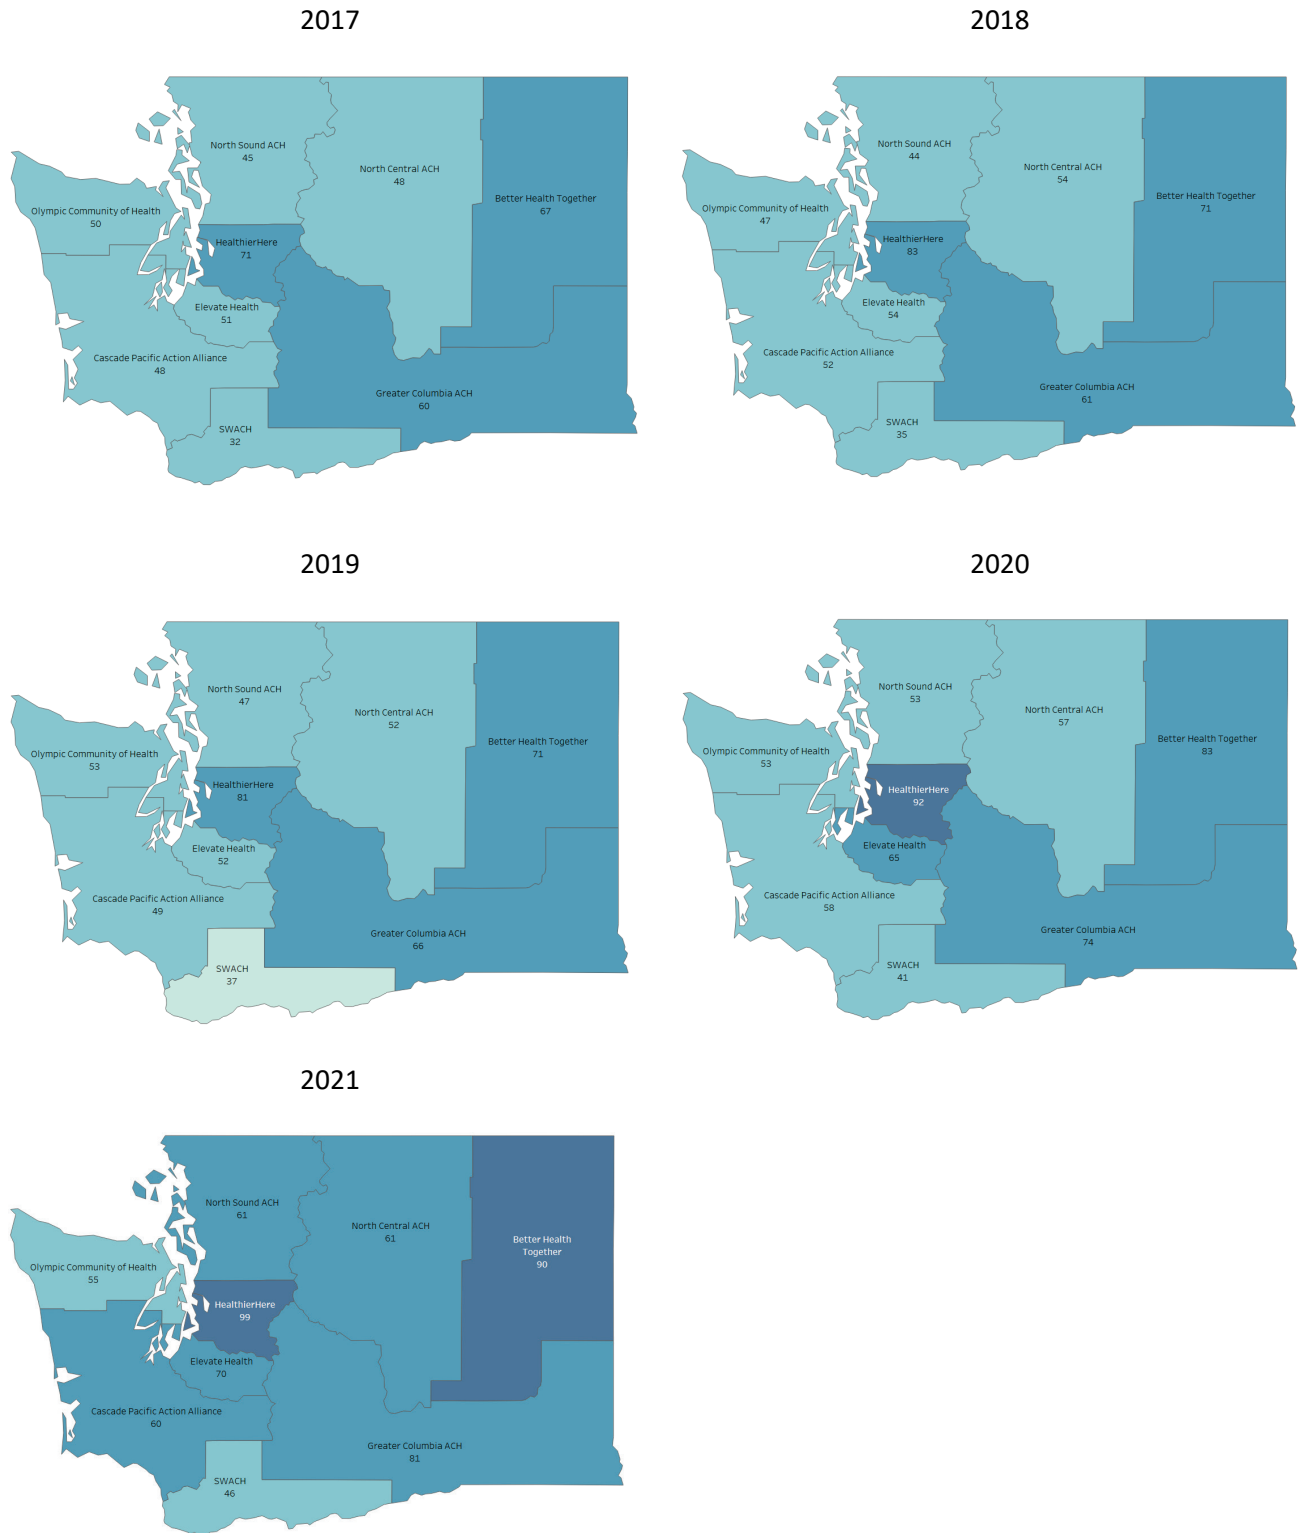 2017
North Sound ACH
45
North Central ACH
48
Better Health Together
67
Olympic Community of Health
50
HealthierHere
71
Elevate Health
51
Cascade Pacific Action Alliance
48
Greater Columbia ACH
60
SWACH
32
2018
North Sound ACH
44
North Central ACH
54
Better Health Together
71
Olympic Community of Health
47
HealthierHere
83
Elevate Health
54
Cascade Pacific Action Alliance
52
Greater Columbia ACH
61
SWACH
35
2019
North Sound ACH
47
North Central ACH
52
Better Health Together
71
Olympic Community of Health
53
HealthierHere
81
Elevate Health
52
Cascade Pacific Action Alliance
49
Greater Columbia ACH
66
SWACH
37
2020
North Sound ACH
53
North Central ACH
57
Better Health Together
83
Olympic Community of Health
53
HealthierHere
92
Elevate Health
65
Cascade Pacific Action Alliance
58
Greater Columbia ACH
74
SWACH
41
2021
North Sound ACH
61
North Central ACH
61
Better Health
Together
90
Olympic Community of Health
55
HealthierHere
99
Elevate Health
70
Cascade Pacific Action Alliance
60
Greater Columbia ACH
81
SWACH
46